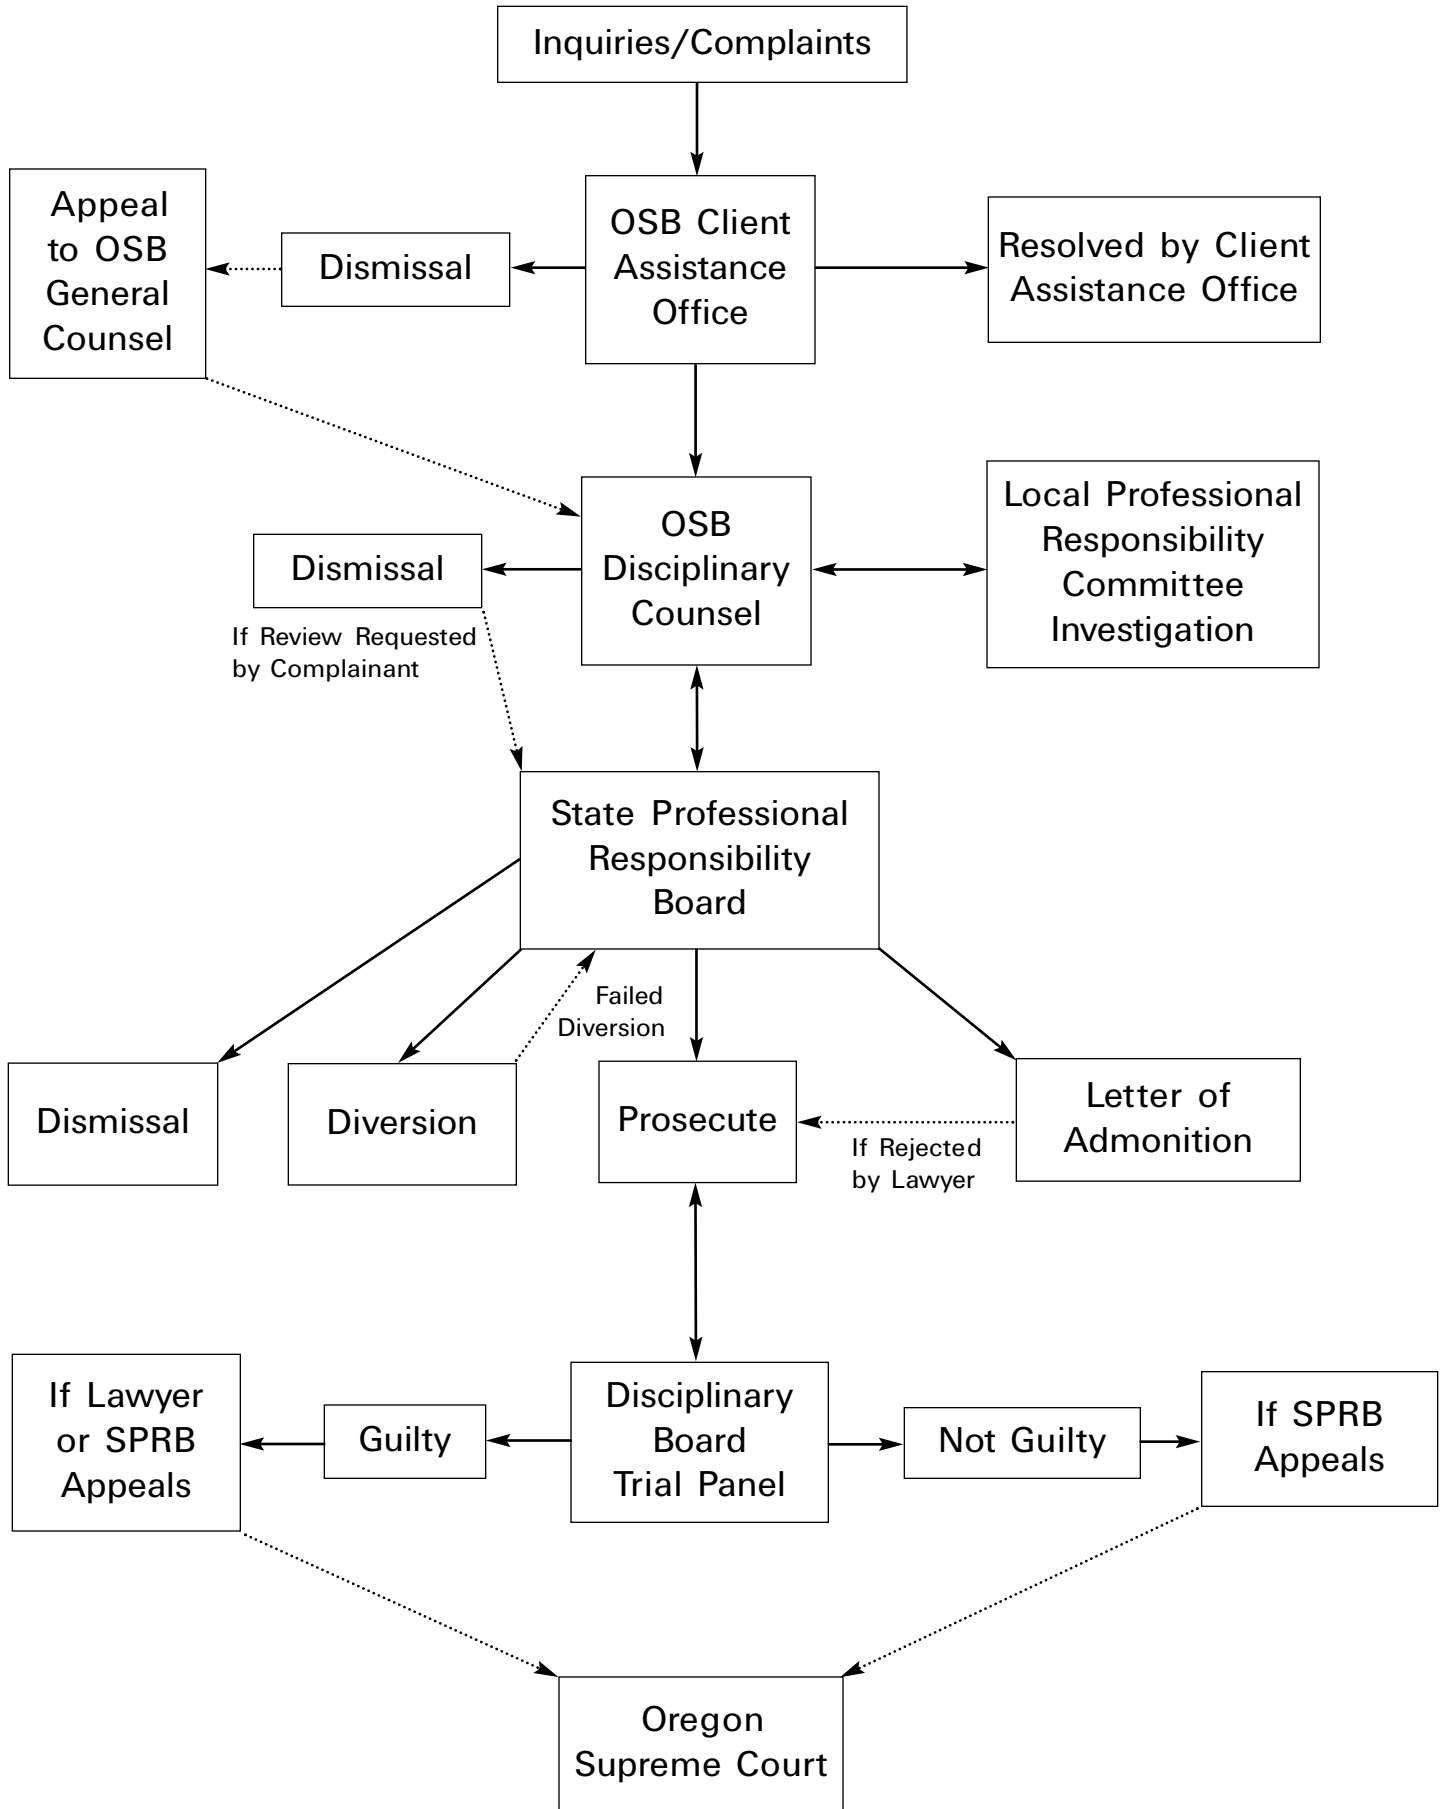 Inquiries/Complaints
Appeal
to OSB
General
Counsel
Dismissal
OSB Client
Assistance
Office
Resolved by Client
Assistance Office
Dismissal
If Review Requested
by Complainant
OSB
Disciplinary
Counsel
Local Professional
Responsibility
Committee
Investigation
State Professional
Responsibility
Board
Failed
Diversion
Dismissal
Diversion
Prosecute
If Rejected
by Lawyer
Letter of
Admonition
If Lawyer
or SPRB
Appeals
Guilty
Disciplinary
Board
Trial Panel
Not Guilty
If SPRB
Appeals
Oregon
Supreme Court